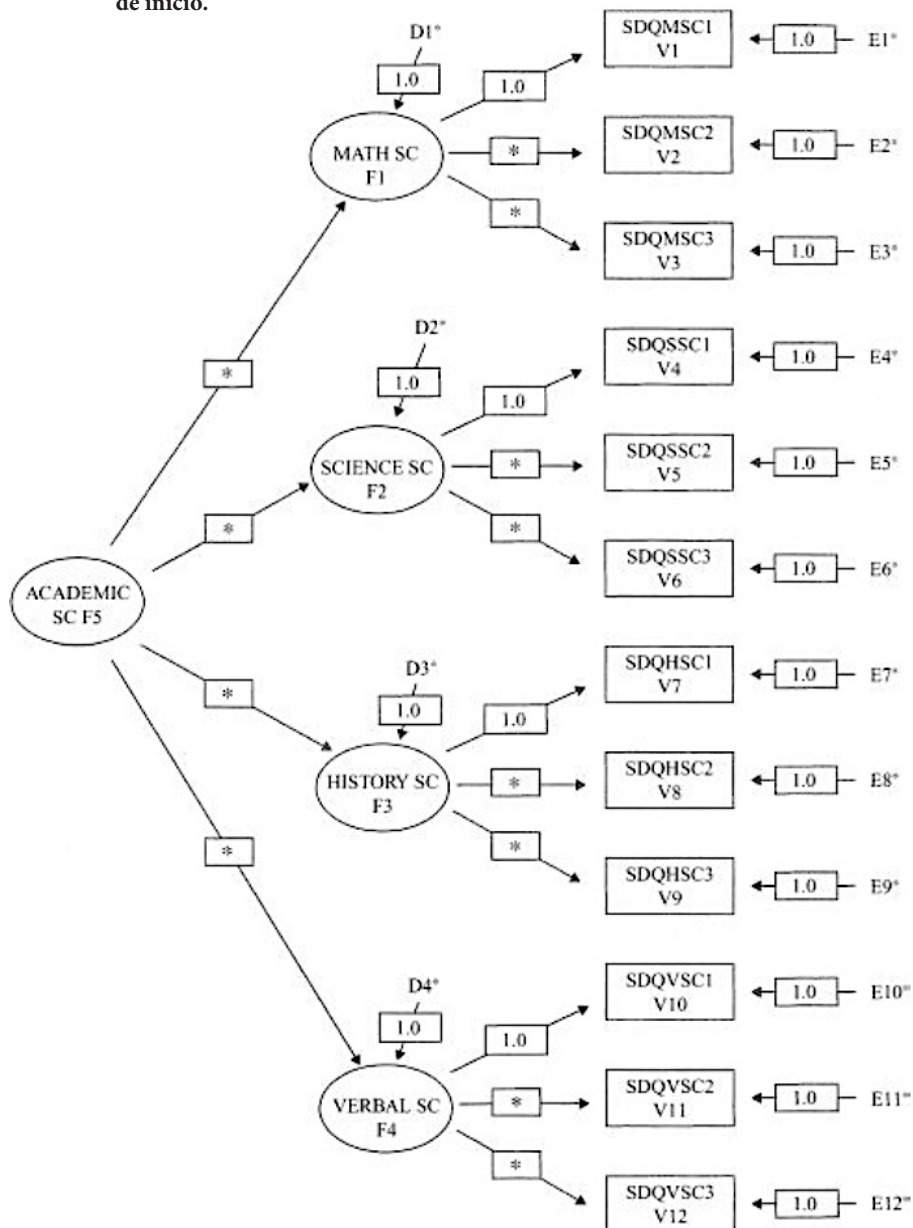 de inicio.
D1*
1.0
MATH SC
F1
1.0
*
*
SDQMSC1
V1
1.0
E1*
SDQMSC2
V2
1.0
E2*
SDQMSC3
V3
1.0
E3*
*
D2*
1.0
SCIENCE SC
F2
1.0
*
*
SDQSSC1
V4
1.0
E4*
SDQSSC2
V5
1.0
E5*
SDQSSC3
V6
1.0
E6*
*
ACADEMIC
SC F5
*
D3*
1.0
HISTORY SC
F3
1.0
*
*
SDQHSC1
V7
1.0
E7*
SDQHSC2
V8
1.0
E8*
SDQHSC3
V9
1.0
E9*
*
D4*
1.0
VERBAL SC
F4
1.0
*
*
SDQVSC1
V10
1.0
E10*
SDQVSC2
V11
1.0
E11*
SDQVSC3
V12
1.0
E12*